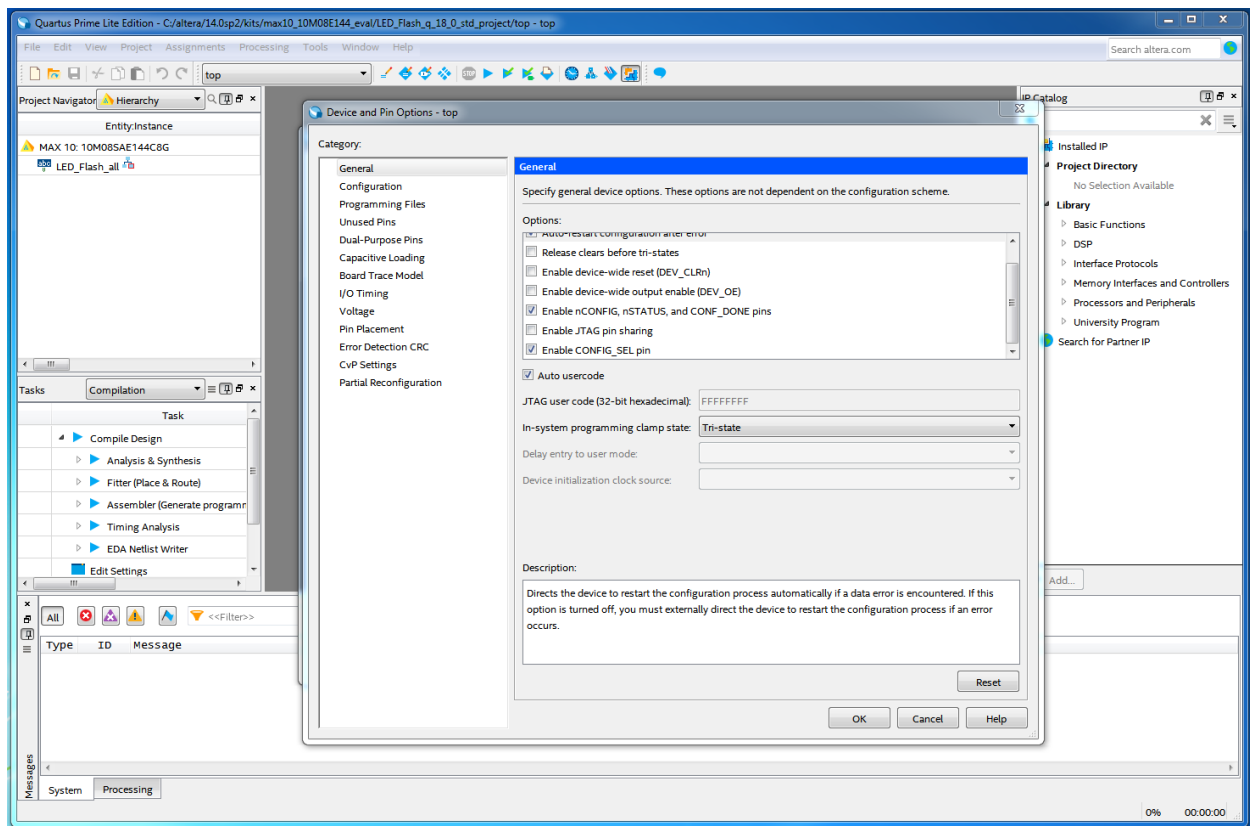 Quartus Prime Lite Edition - C:/altera/14.0sp2/kits/max10_10M08E144_eval/LED_Flash_q_18_0_std_project/top - top
File Edit View Project Assignments Processing Tools Window Help
Search altera.com
top
STOP
Project Navigator Hierarchy
Entity:Instance
MAX 10: 10M08SAE144C8G
abc LED_Flash_all
Tasks Compilation
Task
Compile Design
Analysis & Synthesis
Fitter (Place & Route)
Assembler (Generate programr
Timing Analysis
EDA Netlist Writer
Edit Settings
Device and Pin Options - top
Category:
General
Configuration
Programming Files
Unused Pins
Dual-Purpose Pins
Capacitive Loading
Board Trace Model
I/O Timing
Voltage
Pin Placement
Error Detection CRC
CvP Settings
Partial Reconfiguration
General
Specify general device options. These options are not dependent on the configuration scheme.
Options:
Auto-restart configuration after error
Release clears before tri-states
Enable device-wide reset (DEV_CLRn)
Enable device-wide output enable (DEV_OE)
Enable nCONFIG, nSTATUS, and CONF_DONE pins
Enable JTAG pin sharing
Enable CONFIG_SEL pin
Auto usercode
JTAG user code (32-bit hexadecimal): FFFFFFFF
In-system programming clamp state: Tri-state
Delay entry to user mode:
Device initialization clock source:
Description:
Directs the device to restart the configuration process automatically if a data error is encountered. If this
option is turned off, you must externally direct the device to restart the configuration process if an error
occurs.
Reset
OK Cancel Help
IP Catalog
Installed IP
Project Directory
No Selection Available
Library
Basic Functions
DSP
Interface Protocols
Memory Interfaces and Controllers
Processors and Peripherals
University Program
Search for Partner IP
Add...
All <<Filter>>
Type ID Message
Messages
System Processing
0% 00:00:00